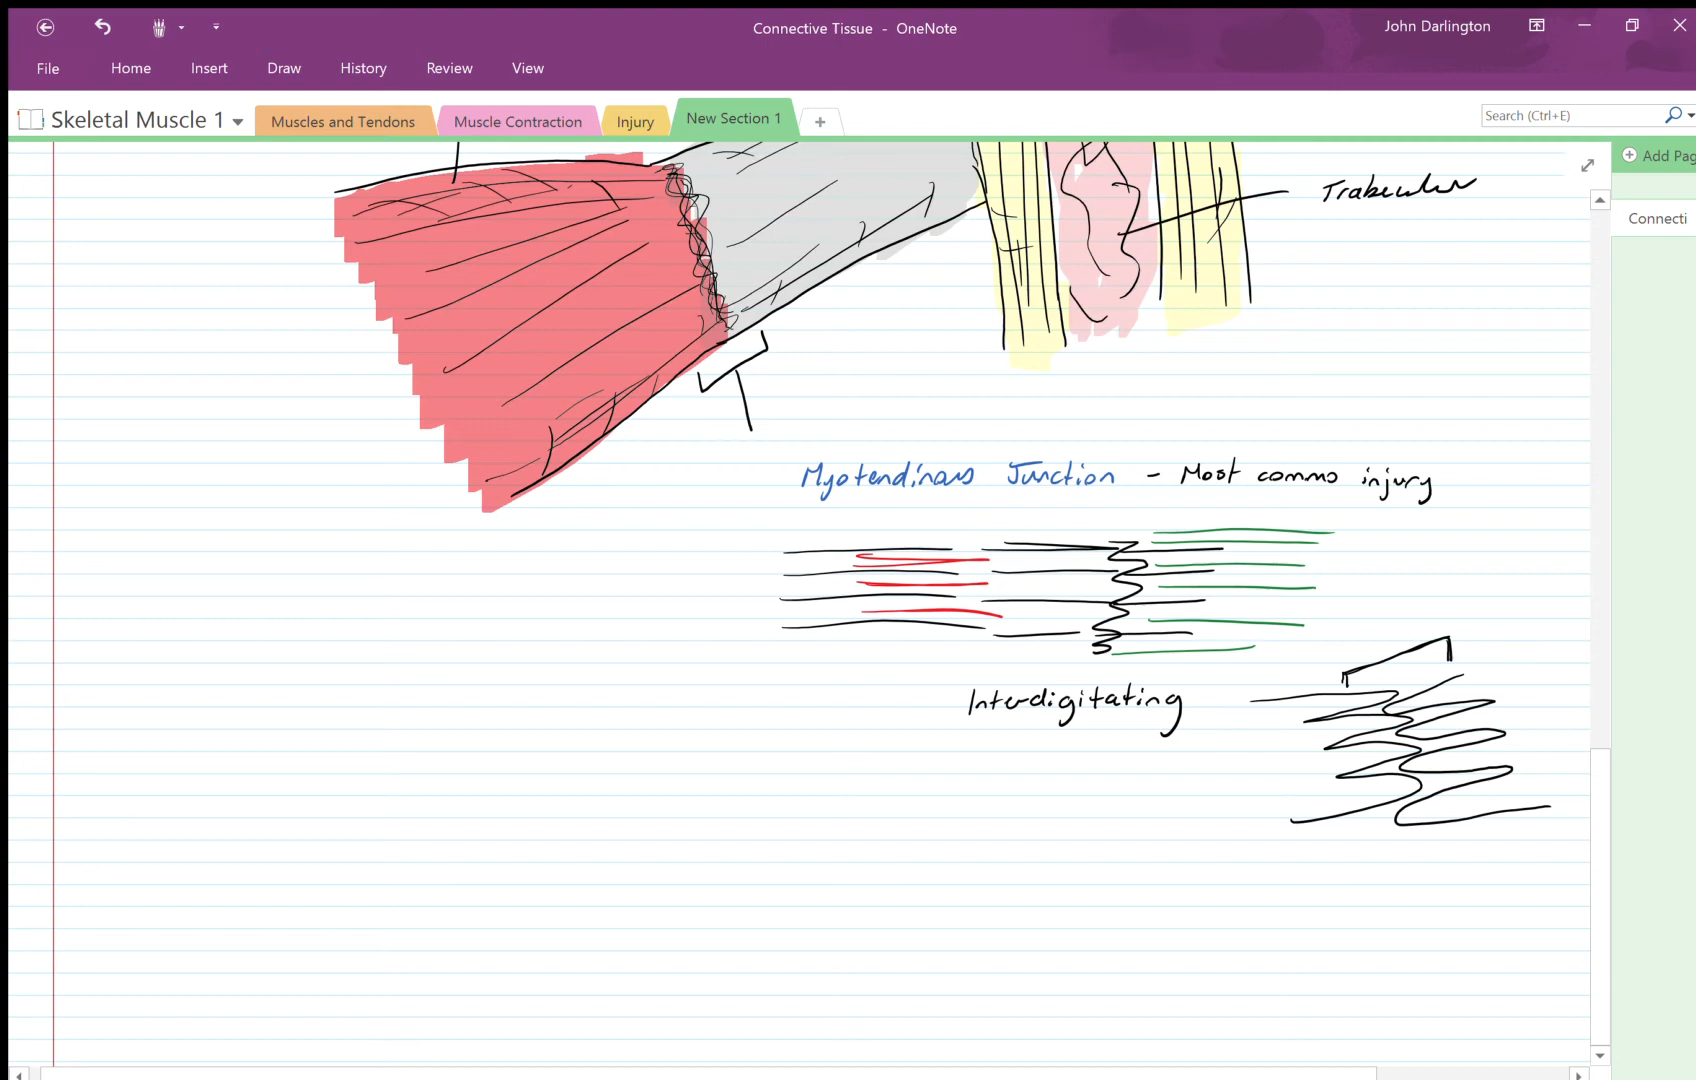 Connective Tissue - OneNote
John Darlington
File Home Insert Draw History Review View
Skeletal Muscle 1
Muscles and Tendons
Muscle Contraction
Injury
New Section 1
Search (Ctrl+E)
Add Pag
Connecti
Trabecular
Myotendinous Junction - Most commo injury
Interdigitating